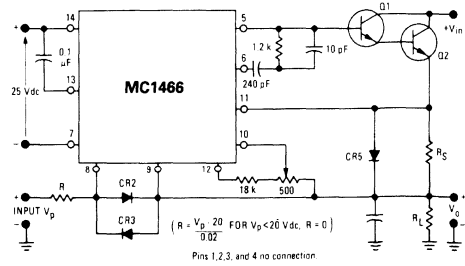 + 14 5 Q1 +V_in
0.1 μF 1.2 k 10 pF Q2
6 240 pF
13 MC1466
25 Vdc 11
- 7 10 CR5 R_S
8 9 12
+ R CR2 18 k 500 +
INPUT V_p CR3 (R = V_p - 20 / 0.02 FOR V_p < 20 Vdc, R = 0) R_L V_o
- -
Pins 1,2,3, and 4 no connection.